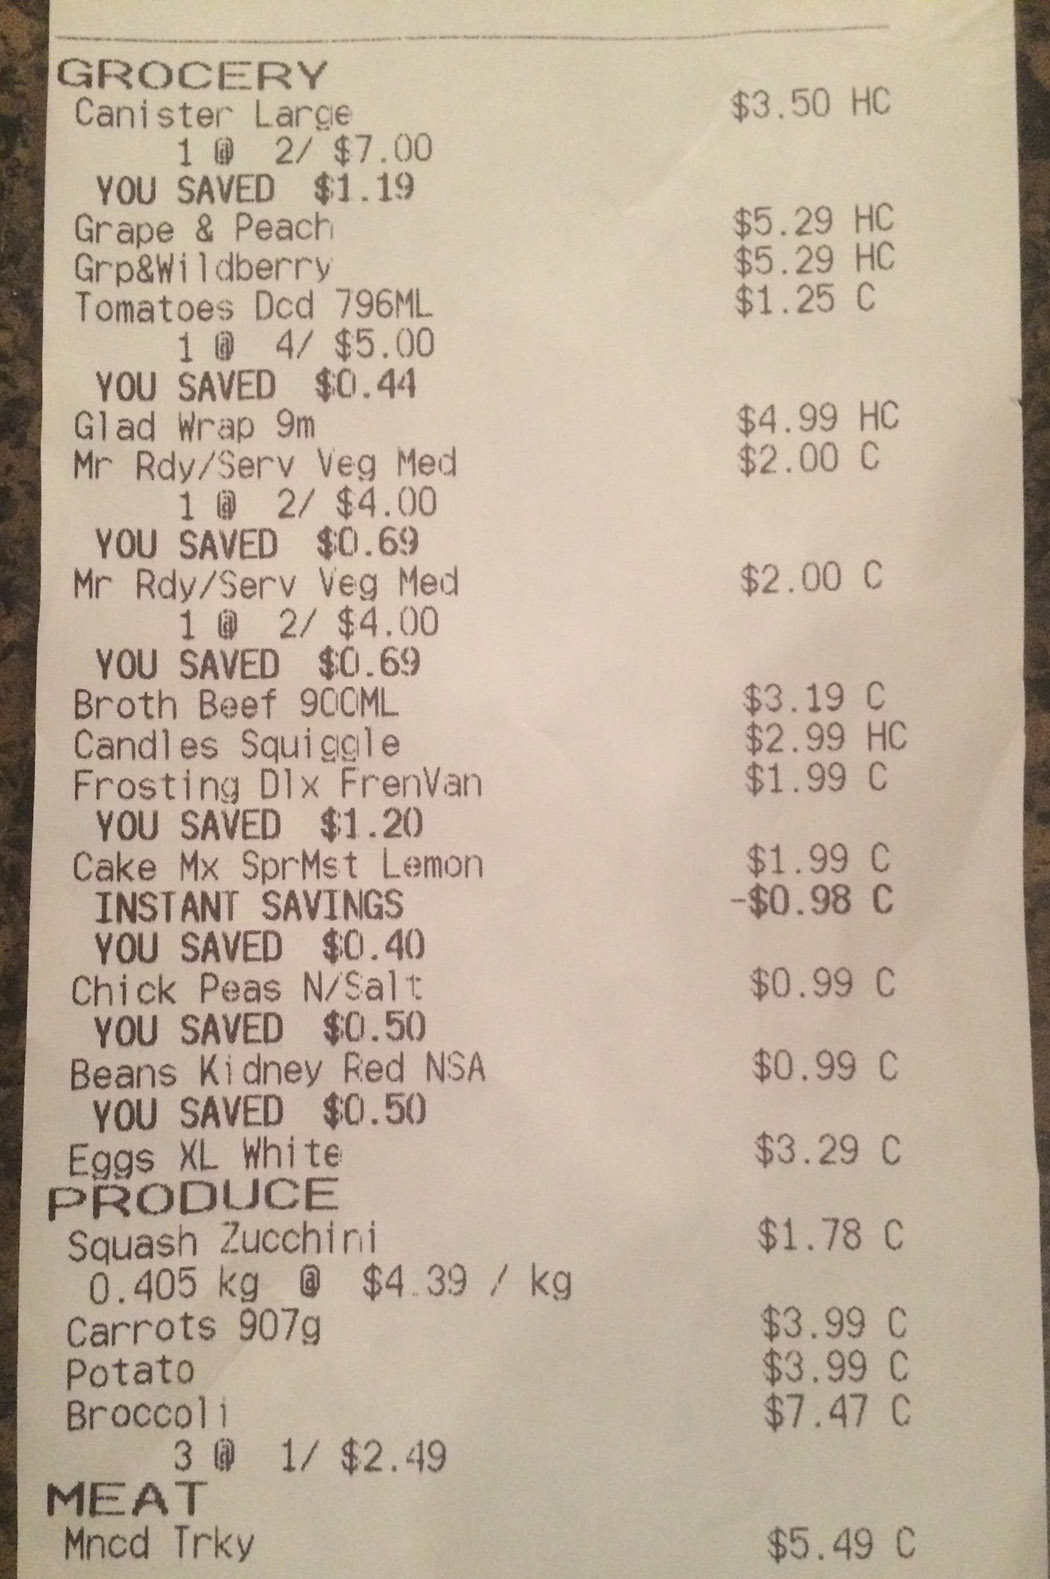 GROCERY
Canister Large $3.50 HC
1 @ 2/ $7.00
YOU SAVED $1.19
Grape & Peach $5.29 HC
Grp&Wildberry $5.29 HC
Tomatoes Dcd 796ML $1.25 C
1 @ 4/ $5.00
YOU SAVED $0.44
Glad Wrap 9m $4.99 HC
Mr Rdy/Serv Veg Med $2.00 C
1 @ 2/ $4.00
YOU SAVED $0.69
Mr Rdy/Serv Veg Med $2.00 C
1 @ 2/ $4.00
YOU SAVED $0.69
Broth Beef 900ML $3.19 C
Candles Squiggle $2.99 HC
Frosting Dlx FrenVan $1.99 C
YOU SAVED $1.20
Cake Mx SprMst Lemon $1.99 C
INSTANT SAVINGS -$0.98 C
YOU SAVED $0.40
Chick Peas N/Salt $0.99 C
YOU SAVED $0.50
Beans Kidney Red NSA $0.99 C
YOU SAVED $0.50
Eggs XL White $3.29 C
PRODUCE
Squash Zucchini $1.78 C
0.405 kg @ $4.39 / kg
Carrots 907g $3.99 C
Potato $3.99 C
Broccoli $7.47 C
3 @ 1/ $2.49
MEAT
Mncd Trky $5.49 C